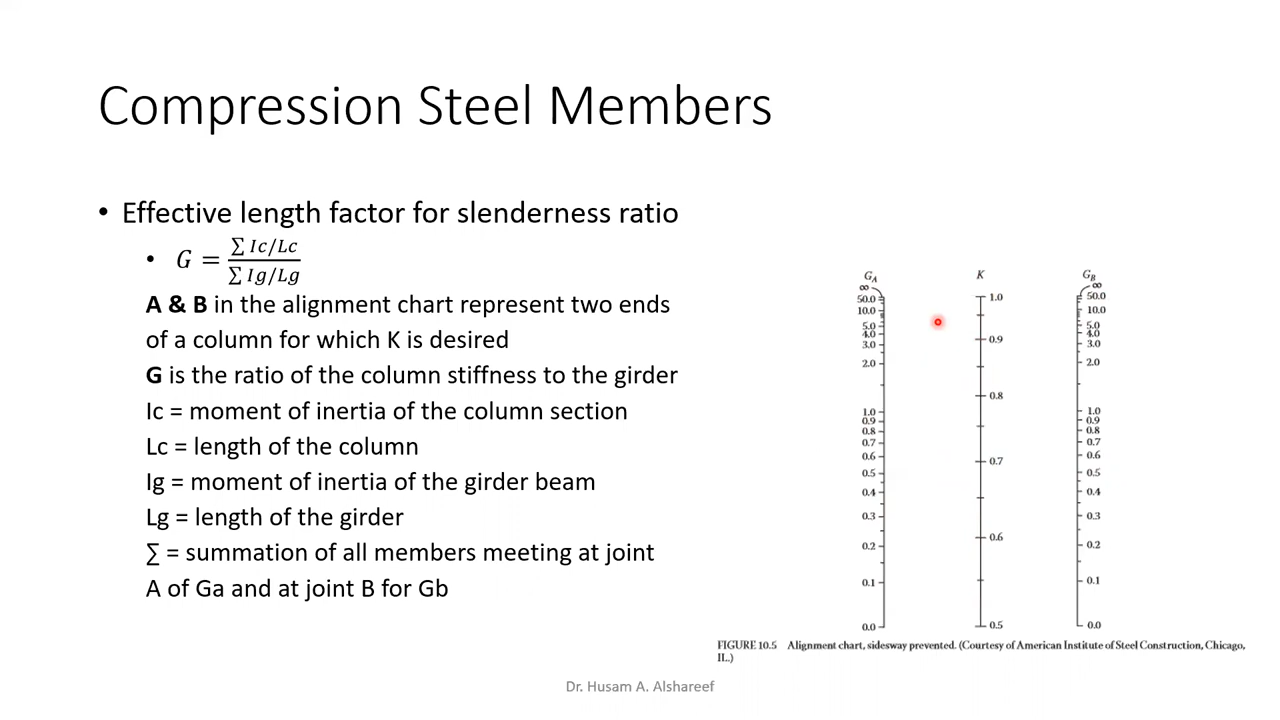 Compression Steel Members
• Effective length factor for slenderness ratio
• G = ∑ Ic/Lc / ∑ Ig/Lg
A & B in the alignment chart represent two ends
of a column for which K is desired
G is the ratio of the column stiffness to the girder
Ic = moment of inertia of the column section
Lc = length of the column
Ig = moment of inertia of the girder beam
Lg = length of the girder
∑ = summation of all members meeting at joint
A of Ga and at joint B for Gb
G_A
∞
50.0
10.0
5.0
4.0
3.0
2.0
1.0
0.9
0.8
0.7
0.6
0.5
0.4
0.3
0.2
0.1
0.0
K
1.0
0.9
0.8
0.7
0.6
0.5
G_B
∞
50.0
10.0
5.0
4.0
3.0
2.0
1.0
0.9
0.8
0.7
0.6
0.5
0.4
0.3
0.2
0.1
0.0
FIGURE 10.5 Alignment chart, sidesway prevented. (Courtesy of American Institute of Steel Construction, Chicago,
IL.)
Dr. Husam A. Alshareef